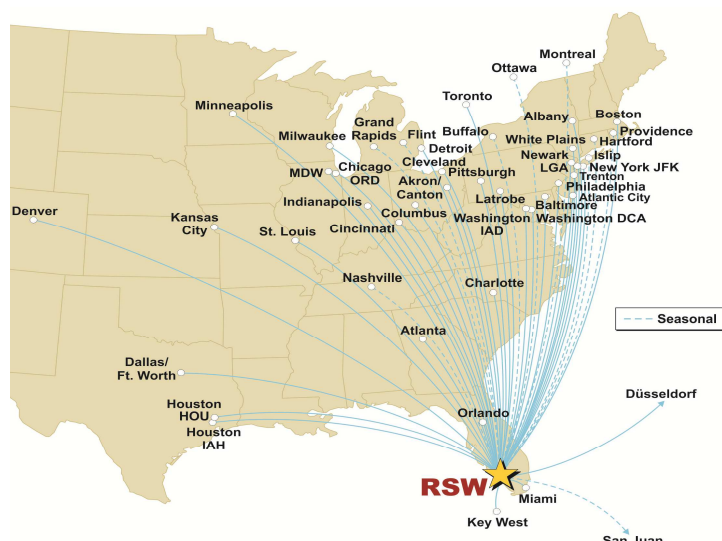 Montreal
Ottawa
Toronto
Minneapolis
Grand
Rapids
Flint
Buffalo
Albany
Boston
Providence
Milwaukee
Detroit
White Plains
Hartford
Cleveland
Newark
Islip
MDW
Chicago
ORD
Pittsburgh
LGA
New York JFK
Trenton
Akron/
Canton
Philadelphia
Latrobe
Atlantic City
Indianapolis
Baltimore
Denver
Kansas
City
St. Louis
Columbus
Cincinnati
Washington
IAD
Washington DCA
Nashville
Charlotte
Seasonal
Atlanta
Dallas/
Ft. Worth
Düsseldorf
Houston
HOU
Orlando
Houston
IAH
RSW
Miami
Key West
San Juan